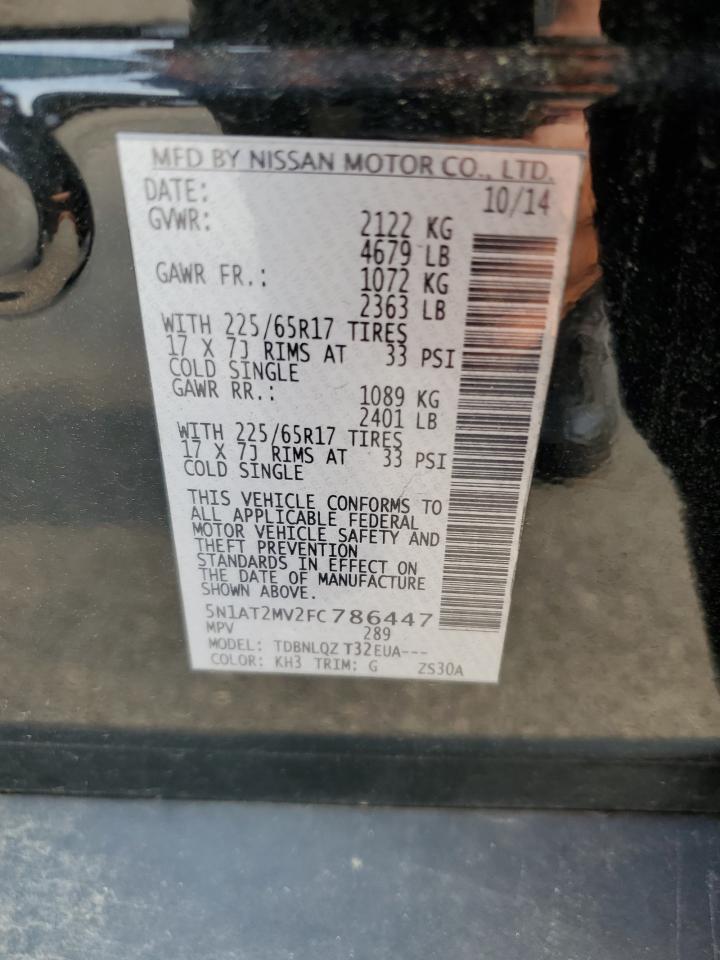 MFD BY NISSAN MOTOR CO., LTD.
DATE: 10/14
GVWR: 2122 KG
4679 LB
GAWR FR.: 1072 KG
2363 LB
WITH 225/65R17 TIRES
17 X 7J RIMS AT 33 PSI
COLD SINGLE
GAWR RR.: 1089 KG
2401 LB
WITH 225/65R17 TIRES
17 X 7J RIMS AT 33 PSI
COLD SINGLE
THIS VEHICLE CONFORMS TO
ALL APPLICABLE FEDERAL
MOTOR VEHICLE SAFETY AND
THEFT PREVENTION
STANDARDS IN EFFECT ON
THE DATE OF MANUFACTURE
SHOWN ABOVE.
5N1AT2MV2FC786447
MPV 289
MODEL: TDBNLQZ T32EUA---
COLOR: KH3 TRIM: G ZS30A